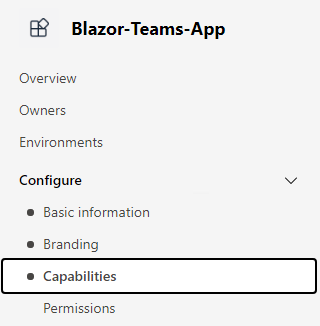 Blazor-Teams-App
Overview
Owners
Environments
Configure
Basic information
Branding
Capabilities
Permissions